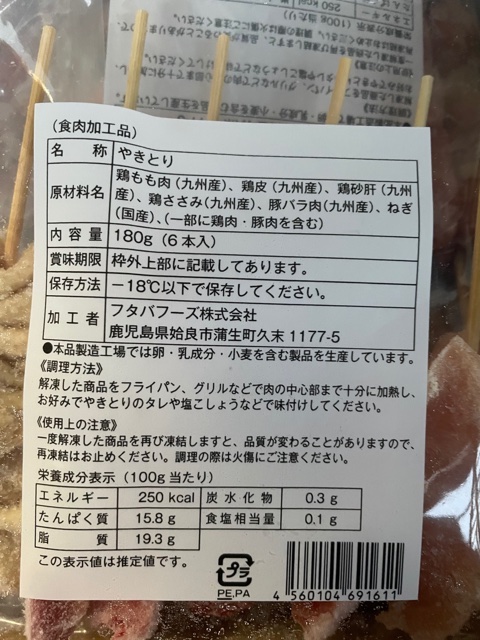 (食肉加工品)
名 称 やきとり
原材料名 鶏もも肉(九州産)、鶏皮(九州産)、鶏砂肝(九州
産)、鶏ささみ(九州産)、豚バラ肉(九州産)、ねぎ
(国産)、(一部に鶏肉・豚肉を含む)
内 容 量 180g(6本入)
賞味期限 枠外上部に記載してあります。
保存方法 −18℃以下で保存してください。
加 工 者 フタバフーズ株式会社
鹿児島県姶良市蒲生町久末 1177-5
●本品製造工場では卵・乳成分・小麦を含む製品を生産しています。
《調理方法》
解凍した商品をフライパン、グリルなどで肉の中心部まで十分に加熱し、
お好みでやきとりのタレや塩こしょうなどで味付けしてください。
《使用上の注意》
一度解凍した商品を再び凍結しますと、品質が変わることがありますので、
再凍結はお止めください。調理の際は火傷にご注意ください。
栄養成分表示(100g当たり)
エネルギー 250 kcal 炭水化物 0.3 g
たんぱく質 15.8 g 食塩相当量 0.1 g
脂 質 19.3 g
この表示値は推定値です。
プラ
PE,PA
4 560104 691611